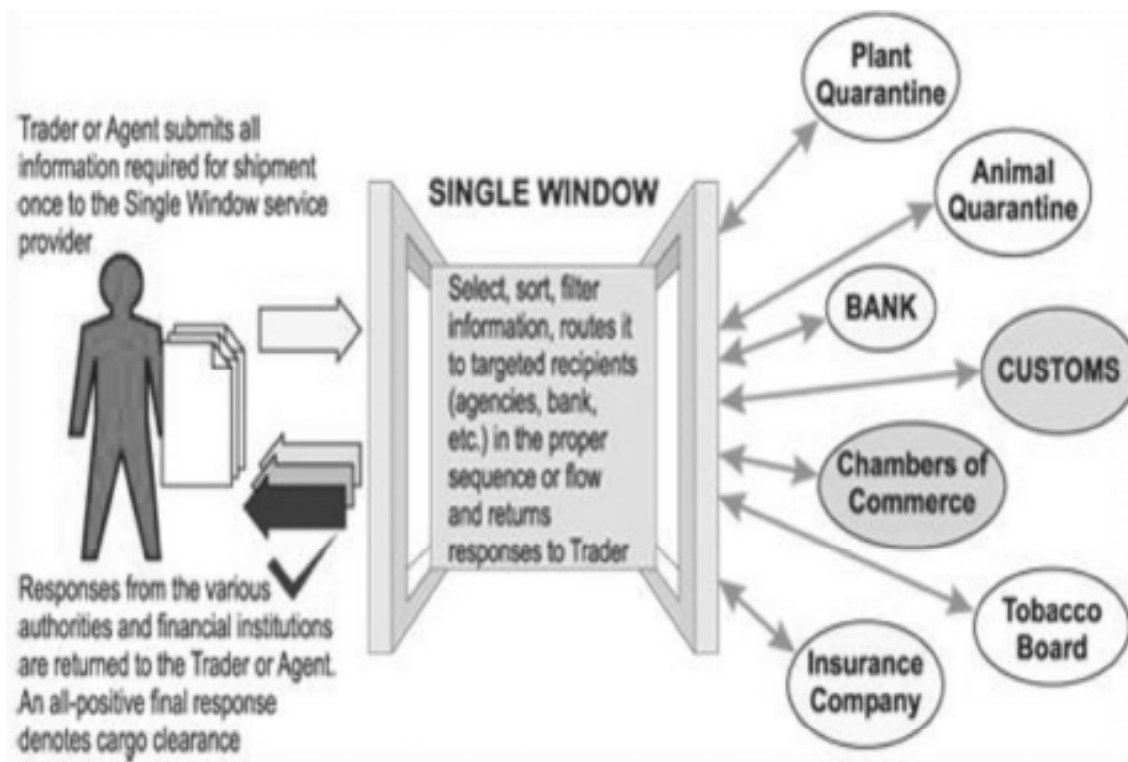 Trader or Agent submits all
information required for shipment
once to the Single Window service
provider
SINGLE WINDOW
Select, sort, filter
information, routes it
to targeted recipients
(agencies, bank,
etc.) in the proper
sequence or flow
and returns
responses to Trader
Responses from the various
authorities and financial institutions
are returned to the Trader or Agent.
An all-positive final response
denotes cargo clearance
Plant
Quarantine
Animal
Quarantine
BANK
CUSTOMS
Chambers of
Commerce
Tobacco
Board
Insurance
Company